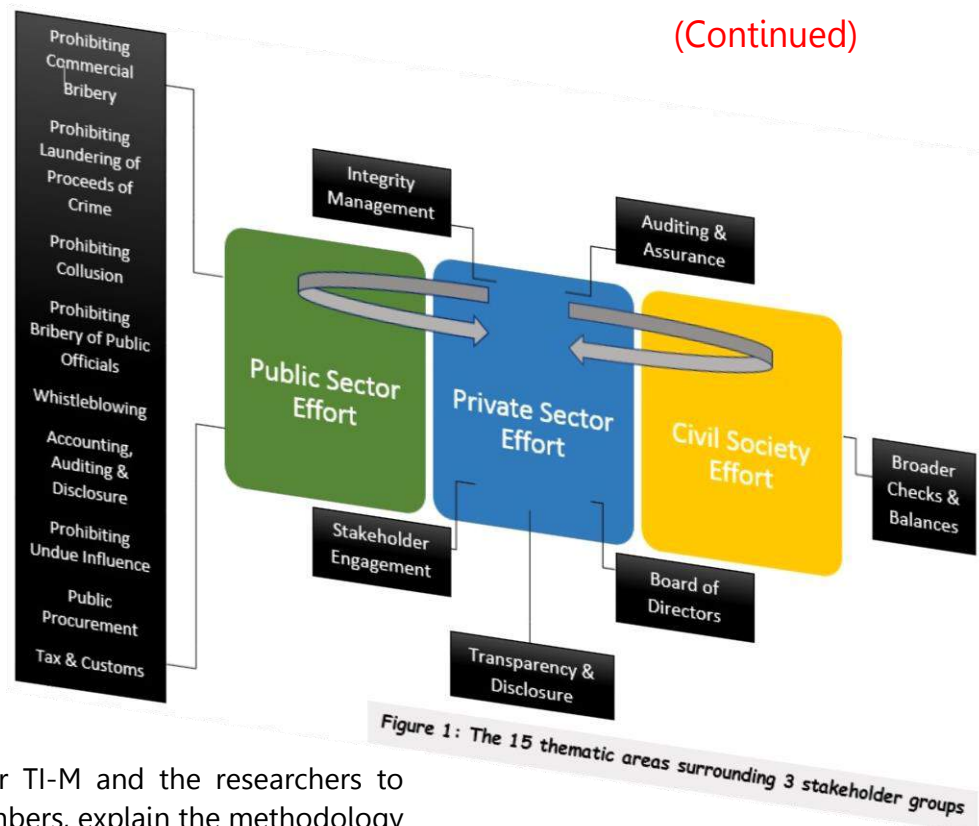 (Continued)
Prohibiting
Commercial
Bribery
Prohibiting
Laundering of
Proceeds of
Crime
Prohibiting
Collusion
Prohibiting
Bribery of Public
Officials
Whistleblowing
Accounting,
Auditing &
Disclosure
Prohibiting
Undue Influence
Public
Procurement
Tax & Customs
Integrity
Management
Auditing &
Assurance
Public Sector
Effort
Private Sector
Effort
Civil Society
Effort
Broader
Checks &
Balances
Stakeholder
Engagement
Board of
Directors
Transparency &
Disclosure
Figure 1: The 15 thematic areas surrounding 3 stakeholder groups
r TI-M and the researchers to
mbers, explain the methodology